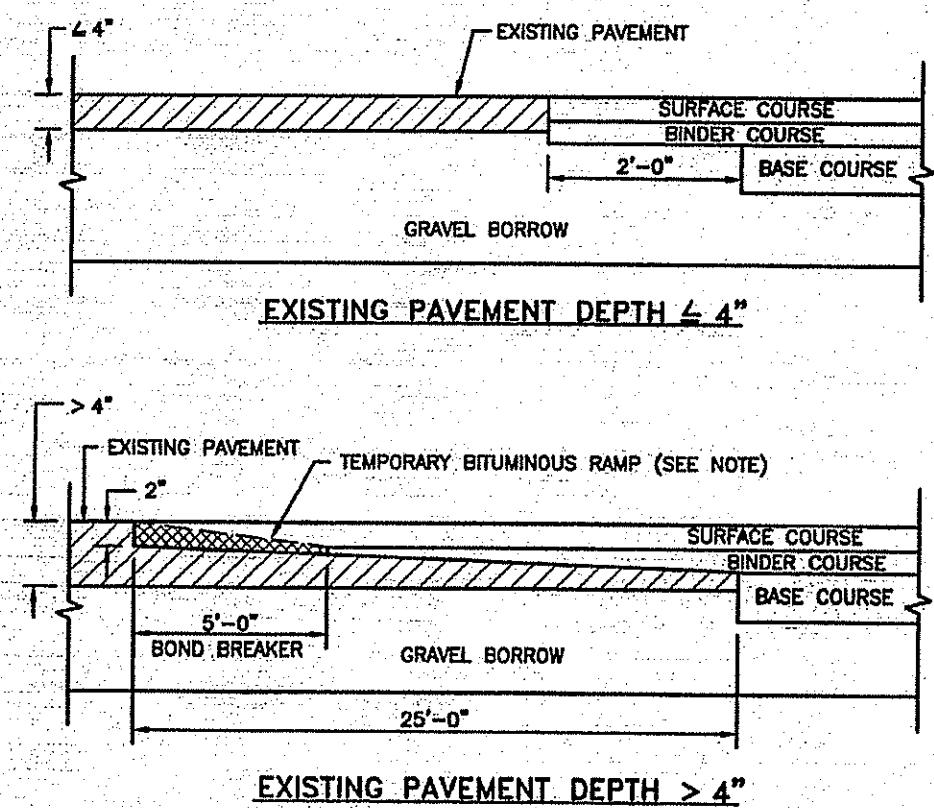 ∠ 4"
EXISTING PAVEMENT
SURFACE COURSE
BINDER COURSE
2'-0"
BASE COURSE
GRAVEL BORROW
EXISTING PAVEMENT DEPTH ≤ 4"
> 4"
EXISTING PAVEMENT
TEMPORARY BITUMINOUS RAMP (SEE NOTE)
2"
SURFACE COURSE
BINDER COURSE
BASE COURSE
5'-0"
BOND BREAKER
GRAVEL BORROW
25'-0"
EXISTING PAVEMENT DEPTH > 4"